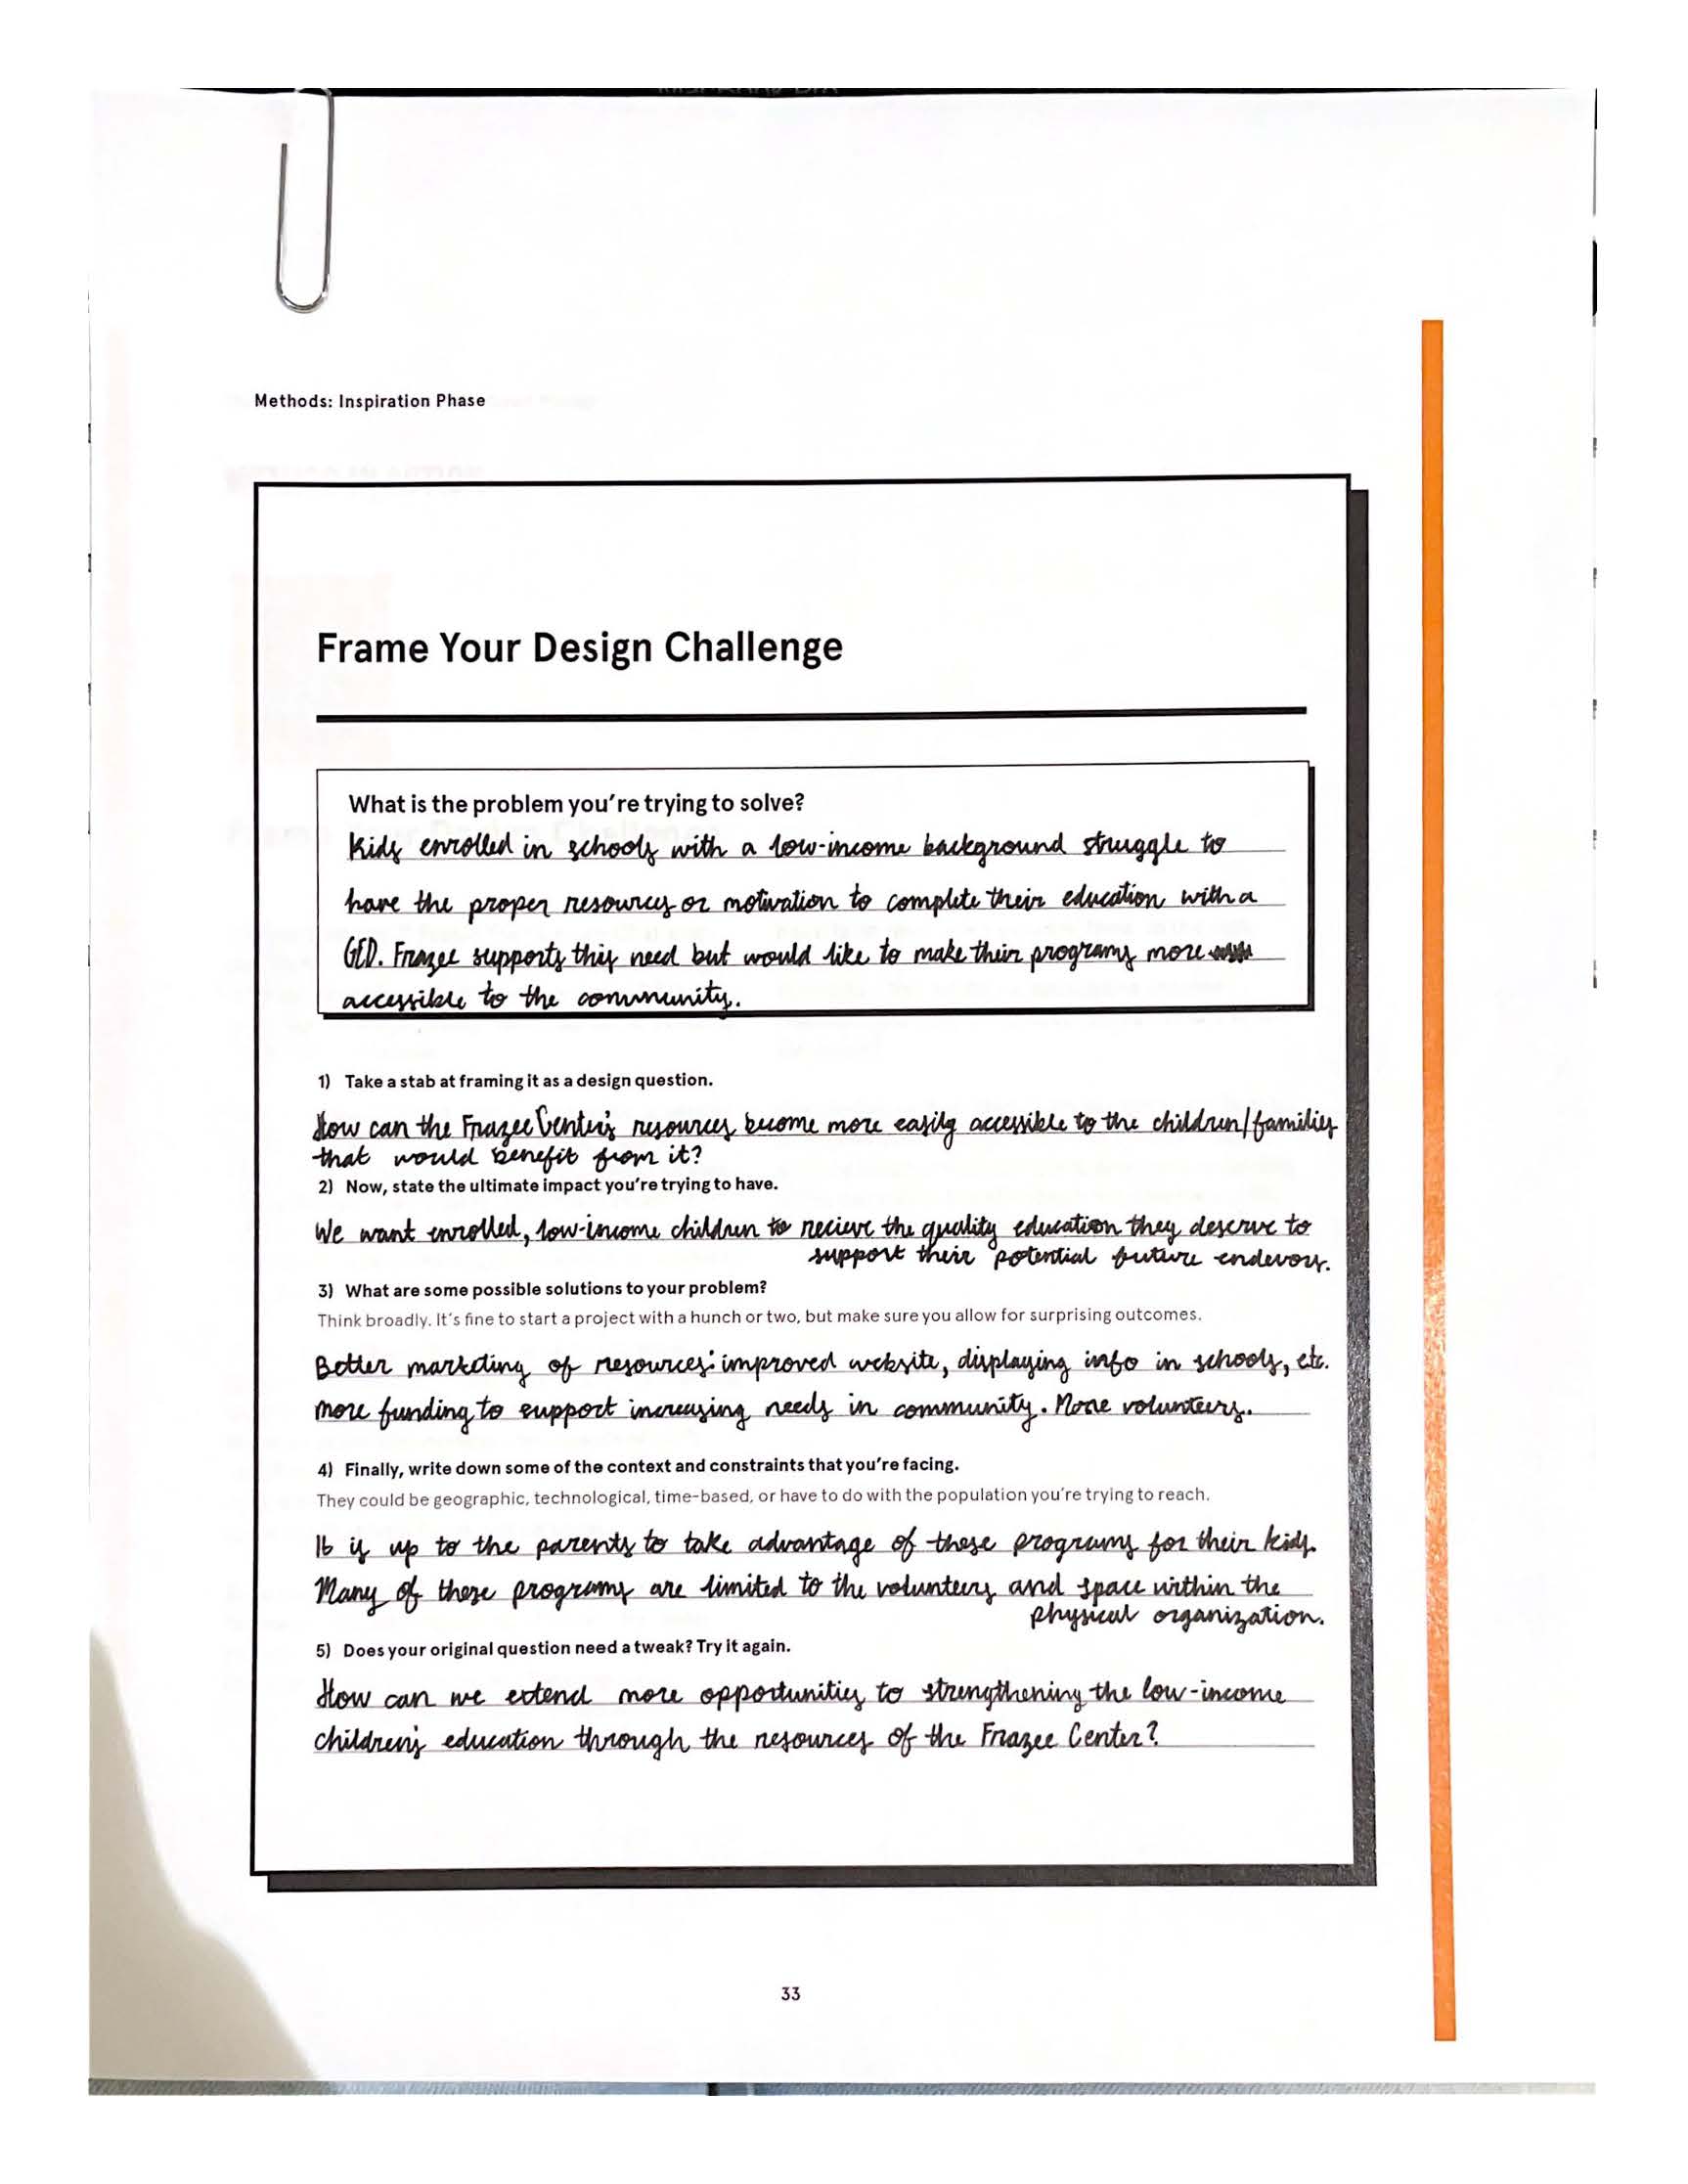 Methods: Inspiration Phase
Frame Your Design Challenge
What is the problem you're trying to solve?
Kids enrolled in schools with a low-income background struggle to
have the proper resources or motivation to complete their education with a
GED. Frazee supports this need but would like to make their programs more
accessible to the community.
1) Take a stab at framing it as a design question.
How can the Frazee Center's resources become more easily accessible to the children/families
that would benefit from it?
2) Now, state the ultimate impact you're trying to have.
We want enrolled, low-income children to recieve the quality education they deserve to
support their potential future endevors.
3) What are some possible solutions to your problem?
Think broadly. It's fine to start a project with a hunch or two, but make sure you allow for surprising outcomes.
Better marketing of resources: improved website, displaying info in schools, etc.
more funding to support increasing needs in community. More volunteers.
4) Finally, write down some of the context and constraints that you're facing.
They could be geographic, technological, time-based, or have to do with the population you're trying to reach.
It is up to the parents to take advantage of these programs for their kids.
Many of these programs are limited to the volunteers and space within the
physical organization.
5) Does your original question need a tweak? Try it again.
How can we extend more opportunities to strengthening the low-income
children's education through the resources of the Frazee Center?
33